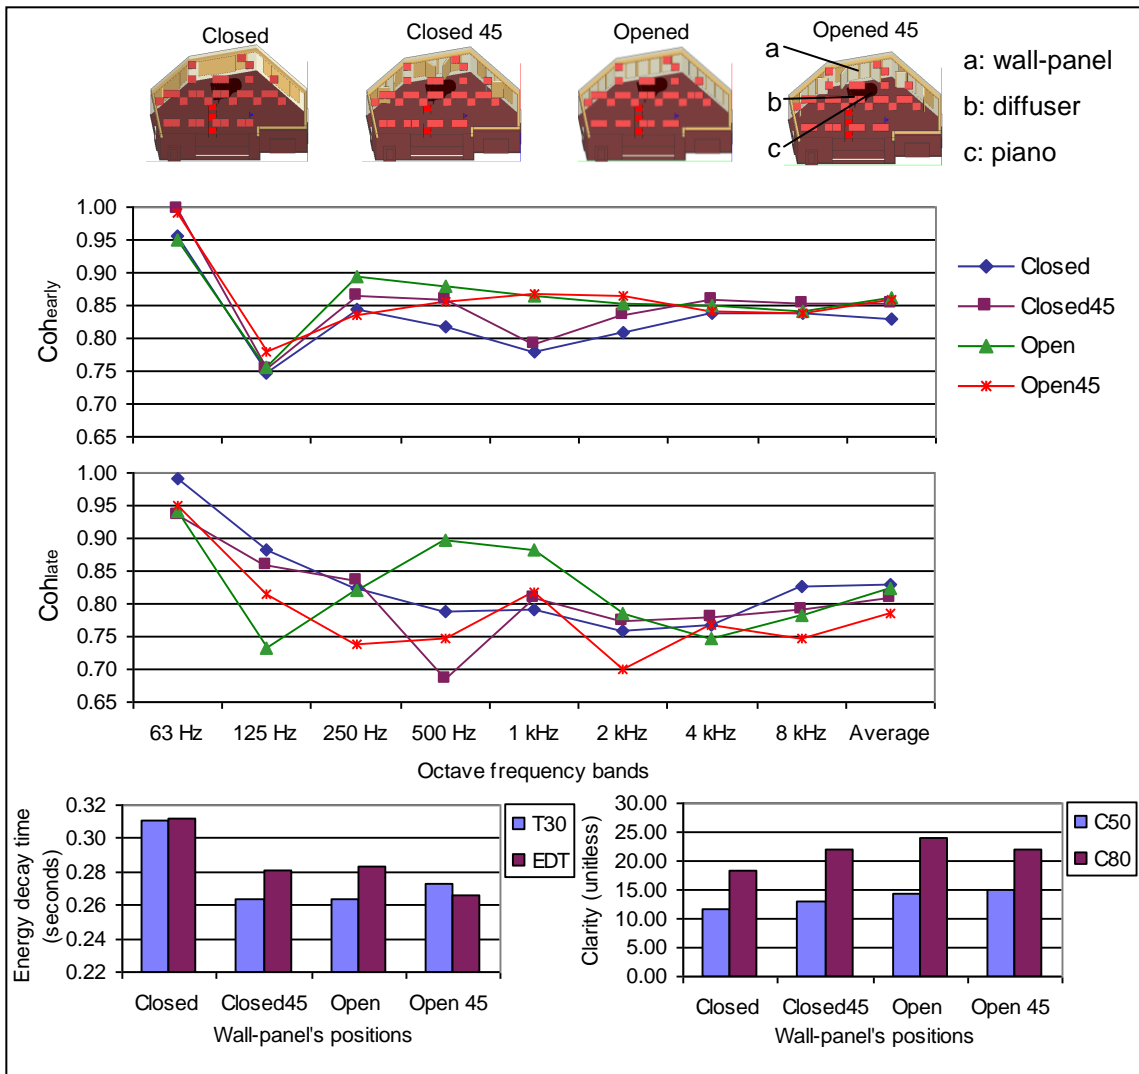 Closed
Closed 45
Opened
Opened 45
a
b
c
a: wall-panel
b: diffuser
c: piano
Cohearly
1.00
0.95
0.90
0.85
0.80
0.75
0.70
0.65
Closed
Closed45
Open
Open45
Cohlate
1.00
0.95
0.90
0.85
0.80
0.75
0.70
0.65
63 Hz 125 Hz 250 Hz 500 Hz 1 kHz 2 kHz 4 kHz 8 kHz Average
Octave frequency bands
Energy decay time
(seconds)
0.32
0.30
0.28
0.26
0.24
0.22
T30
EDT
Closed Closed45 Open Open 45
Wall-panel's positions
Clarity (unitless)
30.00
25.00
20.00
15.00
10.00
5.00
0.00
C50
C80
Closed Closed45 Open Open 45
Wall-panel's positions